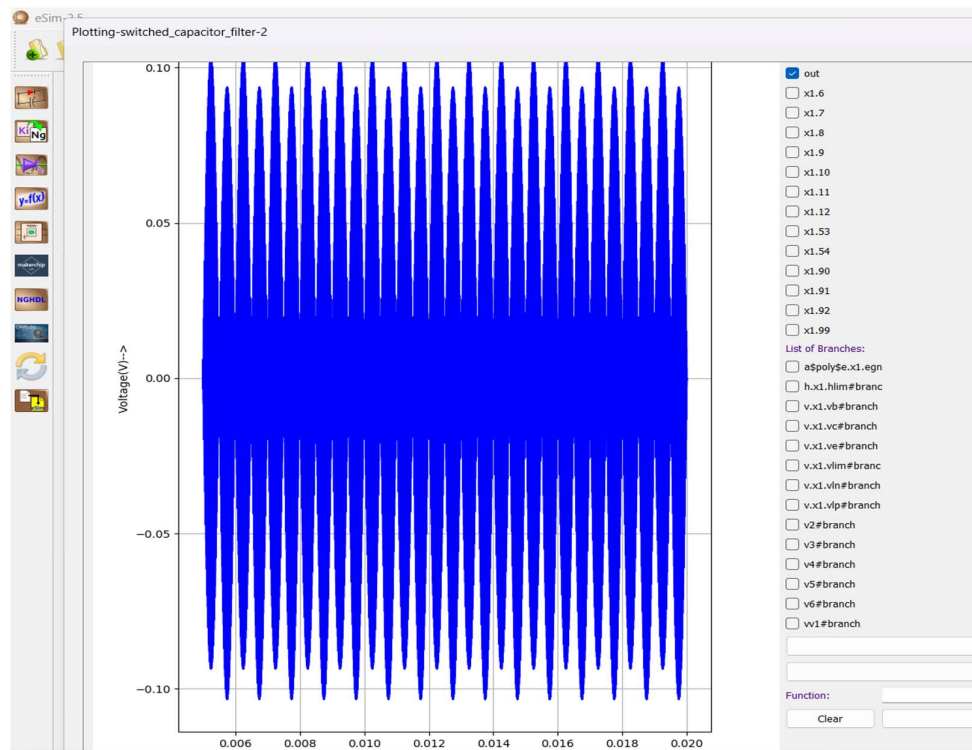 eSim-2.5
Plotting-switched_capacitor_filter-2
Ki
Ng
y=f(x)
makerchip
NGHDL
eSim
0.10
0.05
0.00
−0.05
−0.10
Voltage(V)-->
0.006 0.008 0.010 0.012 0.014 0.016 0.018 0.020
out
x1.6
x1.7
x1.8
x1.9
x1.10
x1.11
x1.12
x1.53
x1.54
x1.90
x1.91
x1.92
x1.99
List of Branches:
a$poly$e.x1.egn
h.x1.hlim#branc
v.x1.vb#branch
v.x1.vc#branch
v.x1.ve#branch
v.x1.vlim#branc
v.x1.vln#branch
v.x1.vlp#branch
v2#branch
v3#branch
v4#branch
v5#branch
v6#branch
vv1#branch
Function:
Clear